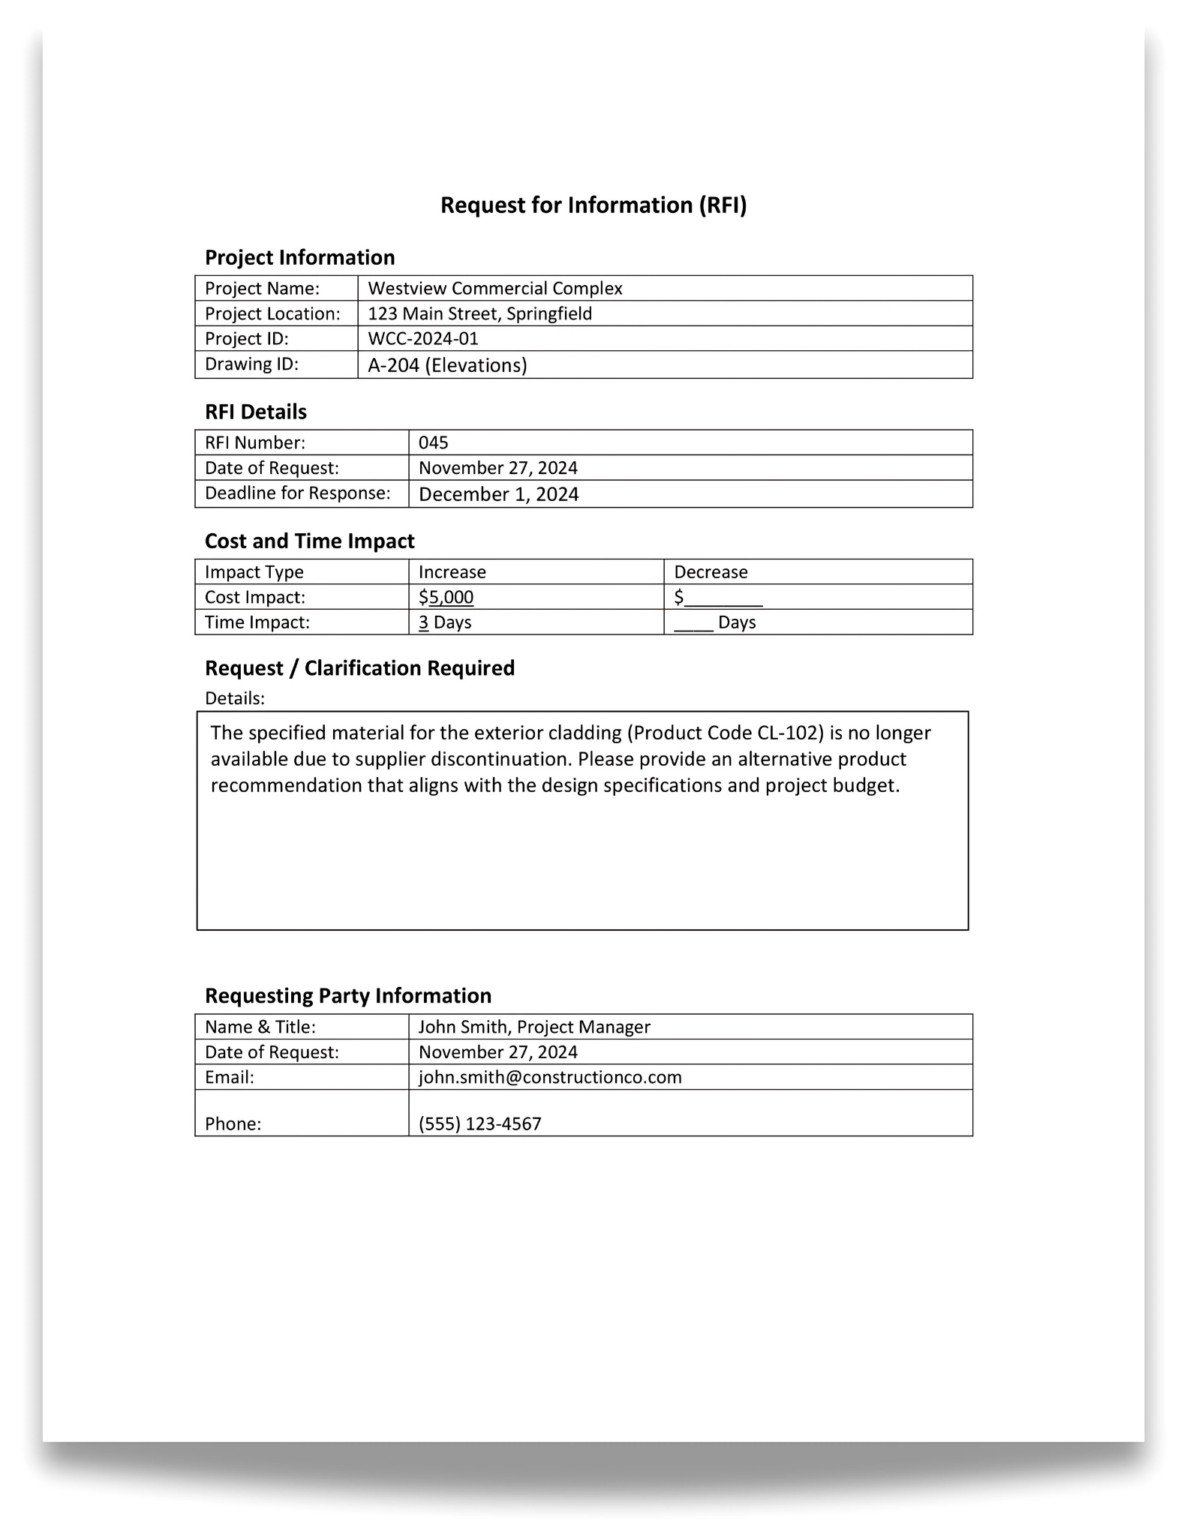 Request for Information (RFI)
Project Information
Project Name: Westview Commercial Complex
Project Location: 123 Main Street, Springfield
Project ID: WCC-2024-01
Drawing ID: A-204 (Elevations)
RFI Details
RFI Number: 045
Date of Request: November 27, 2024
Deadline for Response: December 1, 2024
Cost and Time Impact
Impact Type Increase Decrease
Cost Impact: $5,000 $________
Time Impact: 3 Days ____ Days
Request / Clarification Required
Details:
The specified material for the exterior cladding (Product Code CL-102) is no longer
available due to supplier discontinuation. Please provide an alternative product
recommendation that aligns with the design specifications and project budget.
Requesting Party Information
Name & Title: John Smith, Project Manager
Date of Request: November 27, 2024
Email: john.smith@constructionco.com
Phone: (555) 123-4567